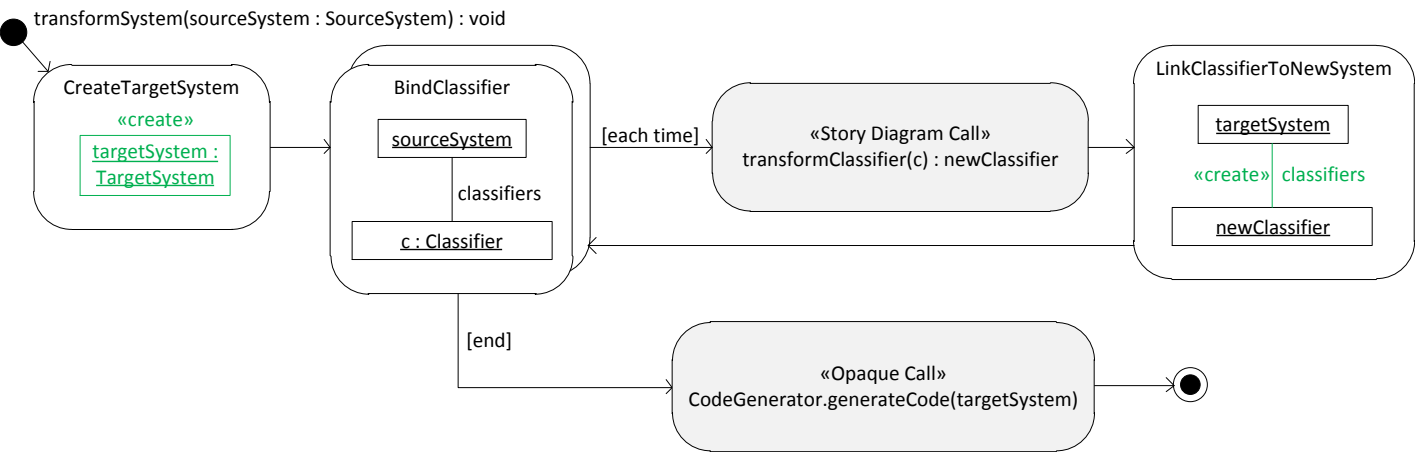 transformSystem(sourceSystem : SourceSystem) : void
CreateTargetSystem
«create»
targetSystem :
TargetSystem
BindClassifier
sourceSystem
classifiers
c : Classifier
[each time]
«Story Diagram Call»
transformClassifier(c) : newClassifier
LinkClassifierToNewSystem
targetSystem
«create» classifiers
newClassifier
[end]
«Opaque Call»
CodeGenerator.generateCode(targetSystem)